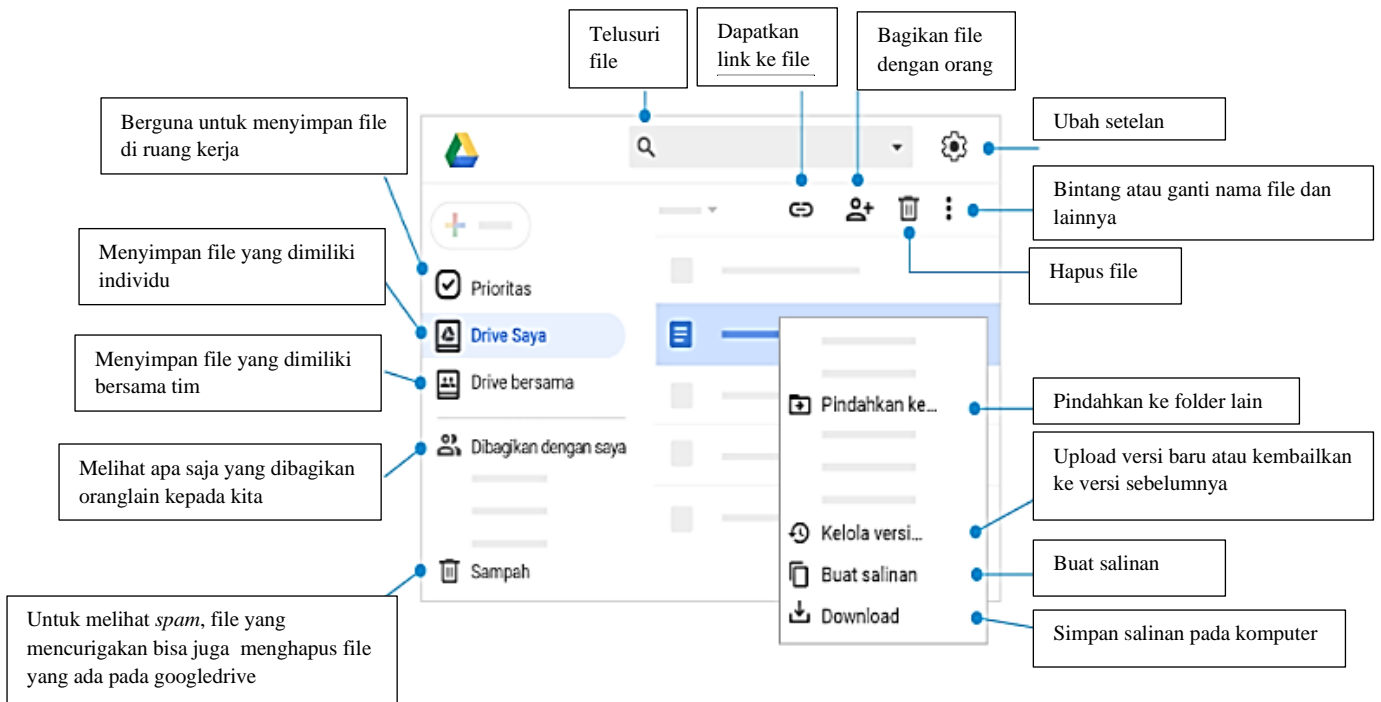 Telusuri
file
Dapatkan
link ke file
Bagikan file
dengan orang
Berguna untuk menyimpan file
di ruang kerja
Ubah setelan
Bintang atau ganti nama file dan
lainnya
Menyimpan file yang dimiliki
individu
Hapus file
Prioritas
Drive Saya
Menyimpan file yang dimiliki
bersama tim
Drive bersama
Pindahkan ke...
Pindahkan ke folder lain
Dibagikan dengan saya
Melihat apa saja yang dibagikan
oranglain kepada kita
Upload versi baru atau kembailkan
ke versi sebelumnya
Kelola versi...
Sampah
Buat salinan
Buat salinan
Download
Simpan salinan pada komputer
Untuk melihat spam, file yang
mencurigakan bisa juga menghapus file
yang ada pada googledrive